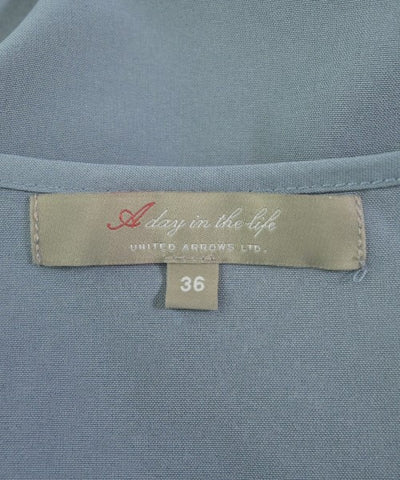 A day in the life
UNITED ARROWS LTD.
36